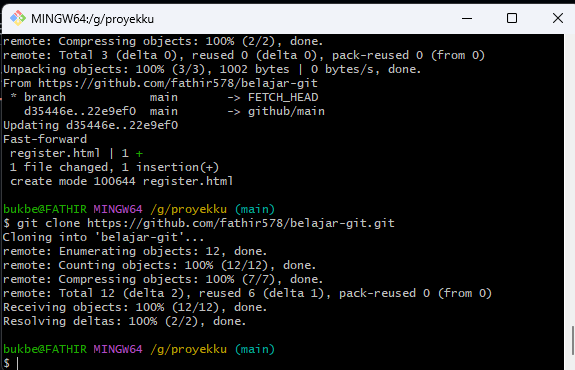 MINGW64:/g/proyekku
remote: Compressing objects: 100% (2/2), done.
remote: Total 3 (delta 0), reused 0 (delta 0), pack-reused 0 (from 0)
Unpacking objects: 100% (3/3), 1002 bytes | 0 bytes/s, done.
From https://github.com/fathir578/belajar-git
 * branch            main       -> FETCH_HEAD
   d35446e..22e9ef0  main       -> github/main
Updating d35446e..22e9ef0
Fast-forward
 register.html | 1 +
 1 file changed, 1 insertion(+)
 create mode 100644 register.html
bukbe@FATHIR MINGW64 /g/proyekku (main)
$ git clone https://github.com/fathir578/belajar-git.git
Cloning into 'belajar-git'...
remote: Enumerating objects: 12, done.
remote: Counting objects: 100% (12/12), done.
remote: Compressing objects: 100% (7/7), done.
remote: Total 12 (delta 2), reused 6 (delta 1), pack-reused 0 (from 0)
Receiving objects: 100% (12/12), done.
Resolving deltas: 100% (2/2), done.
bukbe@FATHIR MINGW64 /g/proyekku (main)
$